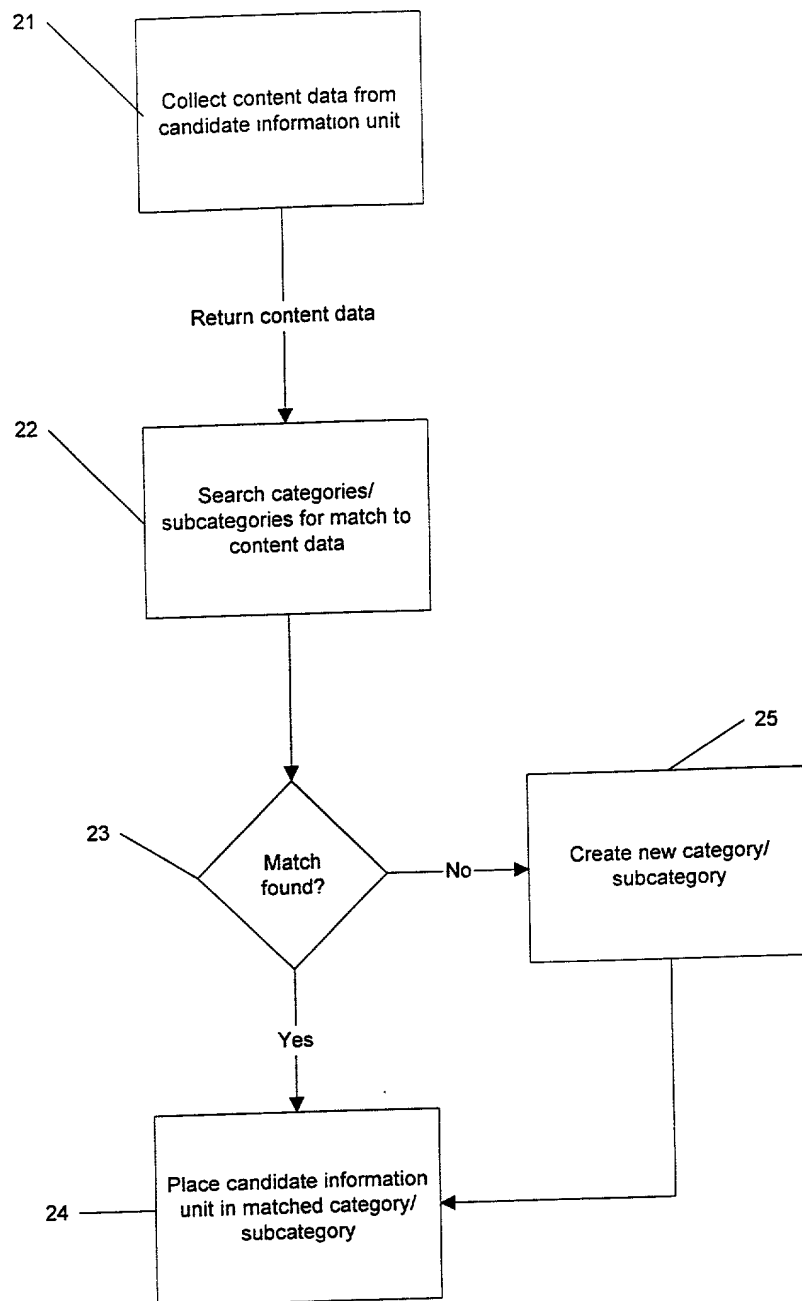 21
Collect content data from
candidate information unit
Return content data
22
Search categories/
subcategories for match to
content data
25
23
Match
found?
No
Create new category/
subcategory
Yes
Place candidate information
unit in matched category/
subcategory
24